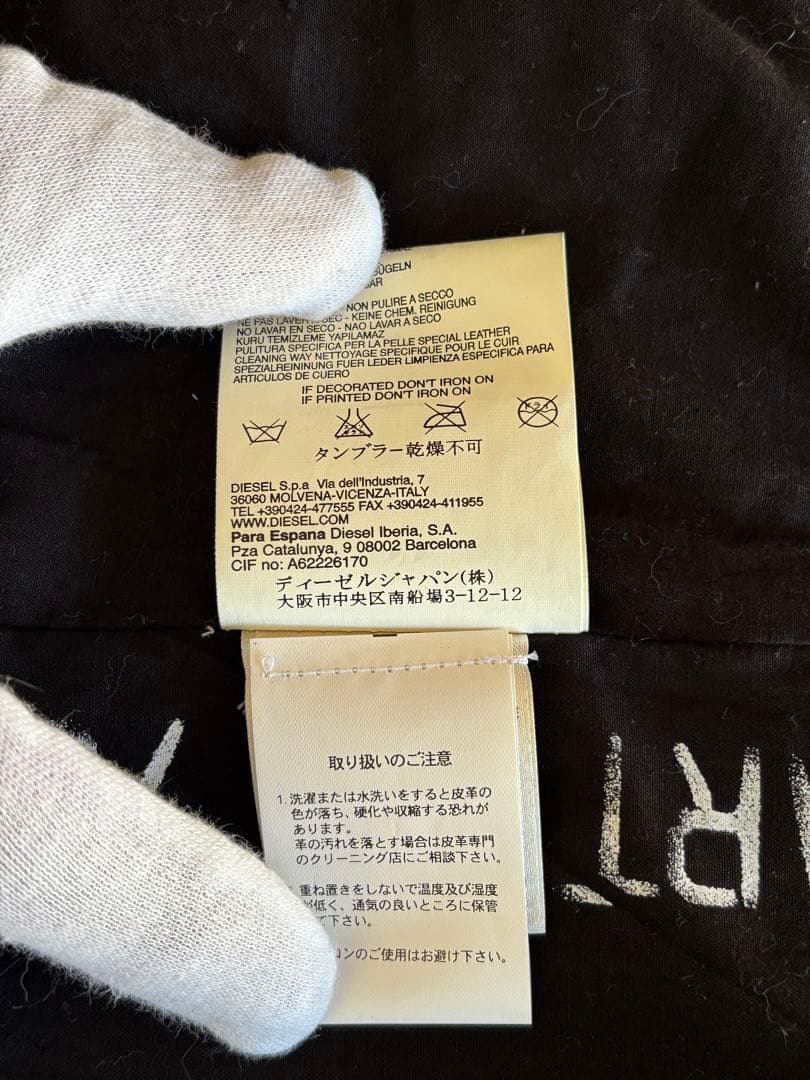 BÜGELN
NON PULIRE A SECCO
NE PAS LAVER SEC - KEINE CHEM. REINIGUNG
NO LAVAR EN SECO - NAO LAVAR A SECO
KURU TEMIZLEME YAPILAMAZ
PULITURA SPECIFICA PER LA PELLE SPECIAL LEATHER
CLEANING WAY NETTOYAGE SPECIFIQUE POUR LE CUIR
SPEZIALREININUNG FUER LEDER LIMPIENZA ESPECIFICA PARA
ARTICULOS DE CUERO
IF DECORATED DON'T IRON ON
IF PRINTED DON'T IRON ON
ドライ
タンブラー乾燥不可
DIESEL S.p.a Via dell'Industria, 7
36060 MOLVENA-VICENZA-ITALY
TEL +390424-477555 FAX +390424-411955
WWW.DIESEL.COM
Para Espana Diesel Iberia, S.A.
Pza Catalunya, 9 08002 Barcelona
CIF no: A62226170
ディーゼルジャパン(株)
大阪市中央区南船場3-12-12
取り扱いのご注意
1. 洗濯または水洗いをすると皮革の
色が落ち、硬化や収縮する恐れが
あります。
革の汚れを落とす場合は皮革専門
のクリーニング店にご相談下さい。
重ね置きをしないで温度及び湿度
が低く、通気の良いところに保管
て下さい。
ロンのご使用はお避け下さい。